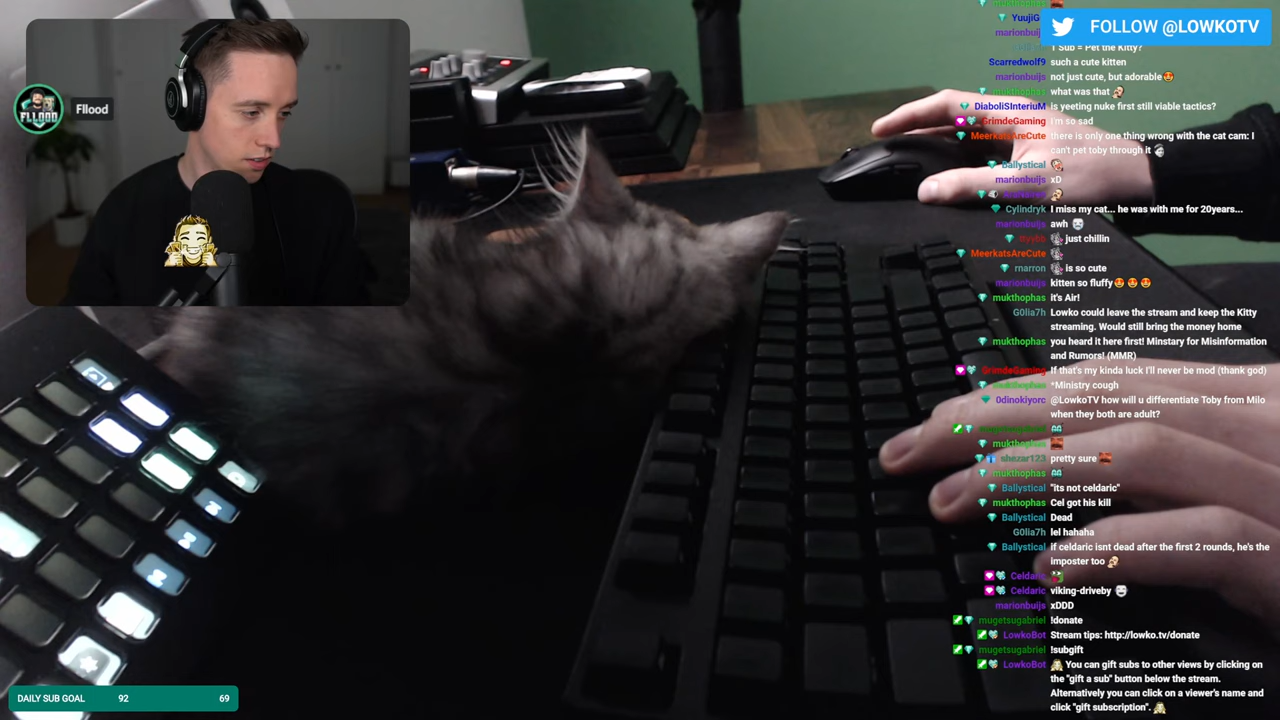 FOLLOW @LOWKOTV
FLLOOD
Fllood
mukthophas
YuujiG
marionbuij
1 Sub = Pet the Kitty?
Scarredwolf9 such a cute kitten
marionbuijs not just cute, but adorable
mukthophas what was that
DiaboliSInteriuM is yeeting nuke first still viable tactics?
GrimdeGaming i'm so sad
MeerkatsAreCute there is only one thing wrong with the cat cam: I
can't pet toby through it
Ballystical
marionbuijs xD
Cylindryk I miss my cat... he was with me for 20years...
marionbuijs awh
just chillin
MeerkatsAreCute
rnarron is so cute
marionbuijs kitten so fluffy
mukthophas it's Air!
G0lia7h Lowko could leave the stream and keep the Kitty
streaming. Would still bring the money home
mukthophas you heard it here first! Minstary for Misinformation
and Rumors! (MMR)
GrimdeGaming If that's my kinda luck I'll never be mod (thank god)
mukthophas *Ministry cough
0dinokiyorc @LowkoTV how will u differentiate Toby from Milo
when they both are adult?
mugetsugabriel
mukthophas
shezar123 pretty sure
mukthophas
Ballystical "its not celdaric"
mukthophas Cel got his kill
Ballystical Dead
G0lia7h lel hahaha
Ballystical if celdaric isnt dead after the first 2 rounds, he's the
imposter too
Celdaric
Celdaric viking-driveby
marionbuijs xDDD
mugetsugabriel !donate
LowkoBot Stream tips: http://lowko.tv/donate
mugetsugabriel !subgift
LowkoBot You can gift subs to other views by clicking on
the "gift a sub" button below the stream.
Alternatively you can click on a viewer's name and
click "gift subscription".
DAILY SUB GOAL 92 69